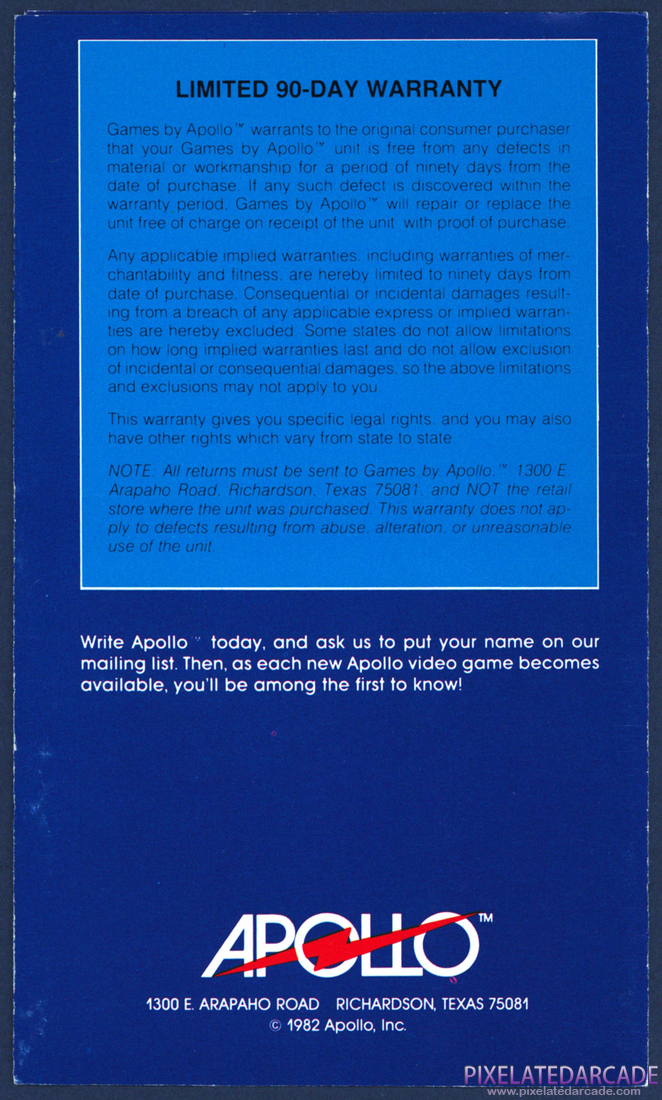 LIMITED 90-DAY WARRANTY
Games by Apollo™ warrants to the original consumer purchaser
that your Games by Apollo™ unit is free from any defects in
material or workmanship for a period of ninety days from the
date of purchase. If any such defect is discovered within the
warranty period, Games by Apollo™ will repair or replace the
unit free of charge on receipt of the unit, with proof of purchase.
Any applicable implied warranties, including warranties of mer-
chantability and fitness, are hereby limited to ninety days from
date of purchase. Consequential or incidental damages result-
ing from a breach of any applicable express or implied warran-
ties are hereby excluded. Some states do not allow limitations
on how long implied warranties last and do not allow exclusion
of incidental or consequential damages, so the above limitations
and exclusions may not apply to you.
This warranty gives you specific legal rights, and you may also
have other rights which vary from state to state.
NOTE: All returns must be sent to Games by Apollo,™ 1300 E.
Arapaho Road, Richardson, Texas 75081, and NOT the retail
store where the unit was purchased. This warranty does not ap-
ply to defects resulting from abuse, alteration, or unreasonable
use of the unit.
Write Apollo™ today, and ask us to put your name on our
mailing list. Then, as each new Apollo video game becomes
available, you'll be among the first to know!
APOLLO™
1300 E. ARAPAHO ROAD RICHARDSON, TEXAS 75081
© 1982 Apollo, Inc.
PIXELATEDARCADE
www.pixelatedarcade.com